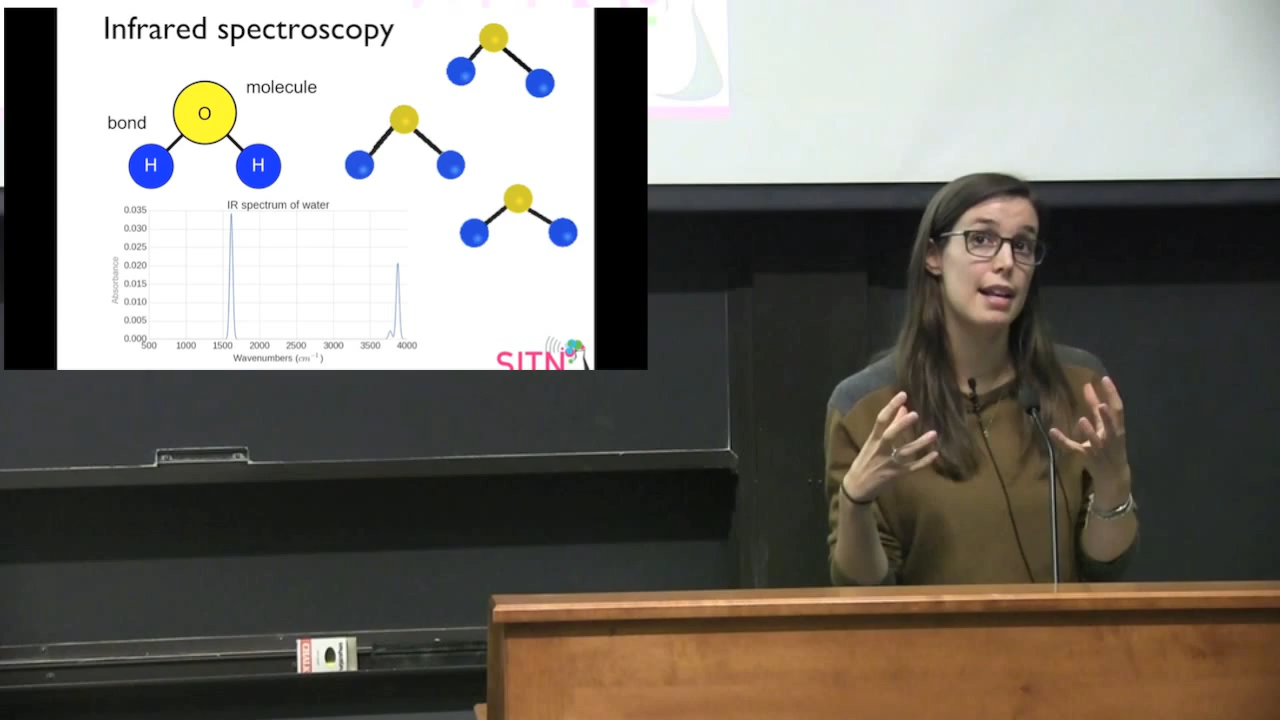 Infrared spectroscopy
molecule
bond
O
H
H
IR spectrum of water
0.035
0.030
0.025
0.020
0.015
0.010
0.005
0.000
Absorbance
500 1000 1500 2000 2500 3000 3500 4000
Wavenumbers (cm⁻¹)
SITN
CHALK